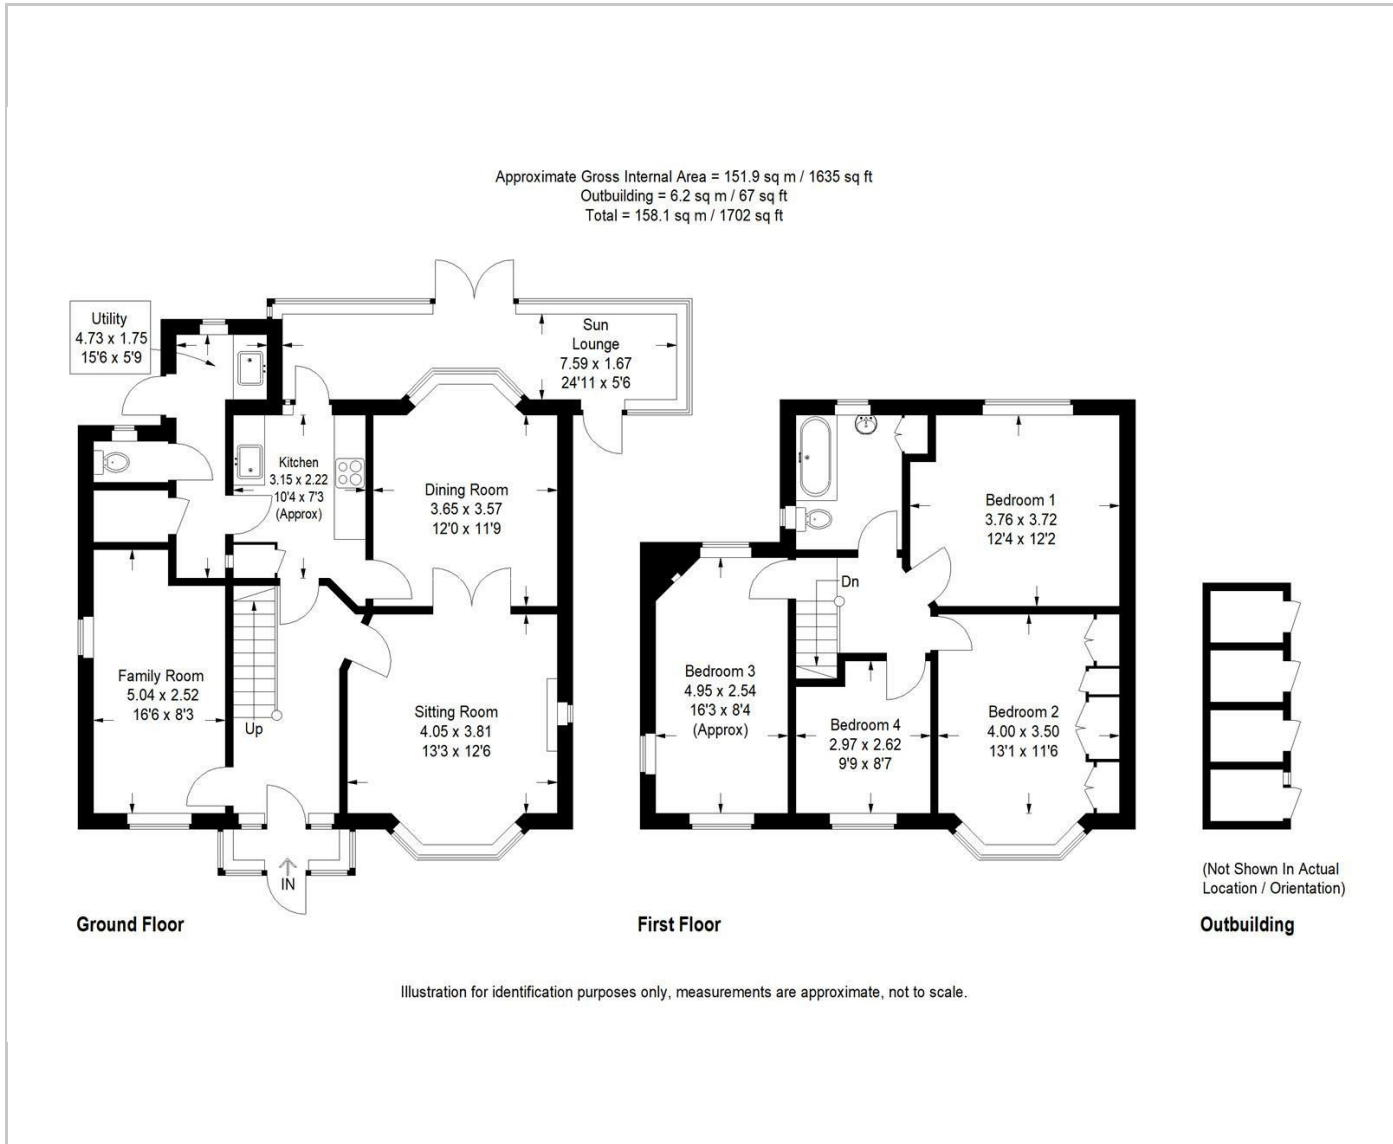 Approximate Gross Internal Area = 151.9 sq m / 1635 sq ft
Outbuilding = 6.2 sq m / 67 sq ft
Total = 158.1 sq m / 1702 sq ft
Utility
4.73 x 1.75
15'6 x 5'9
Sun
Lounge
7.59 x 1.67
24'11 x 5'6
Kitchen
3.15 x 2.22
10'4 x 7'3
(Approx)
Dining Room
3.65 x 3.57
12'0 x 11'9
Family Room
5.04 x 2.52
16'6 x 8'3
Up
Sitting Room
4.05 x 3.81
13'3 x 12'6
IN
Ground Floor
Bedroom 1
3.76 x 3.72
12'4 x 12'2
Dn
Bedroom 3
4.95 x 2.54
16'3 x 8'4
(Approx)
Bedroom 4
2.97 x 2.62
9'9 x 8'7
Bedroom 2
4.00 x 3.50
13'1 x 11'6
First Floor
(Not Shown In Actual
Location / Orientation)
Outbuilding
Illustration for identification purposes only, measurements are approximate, not to scale.